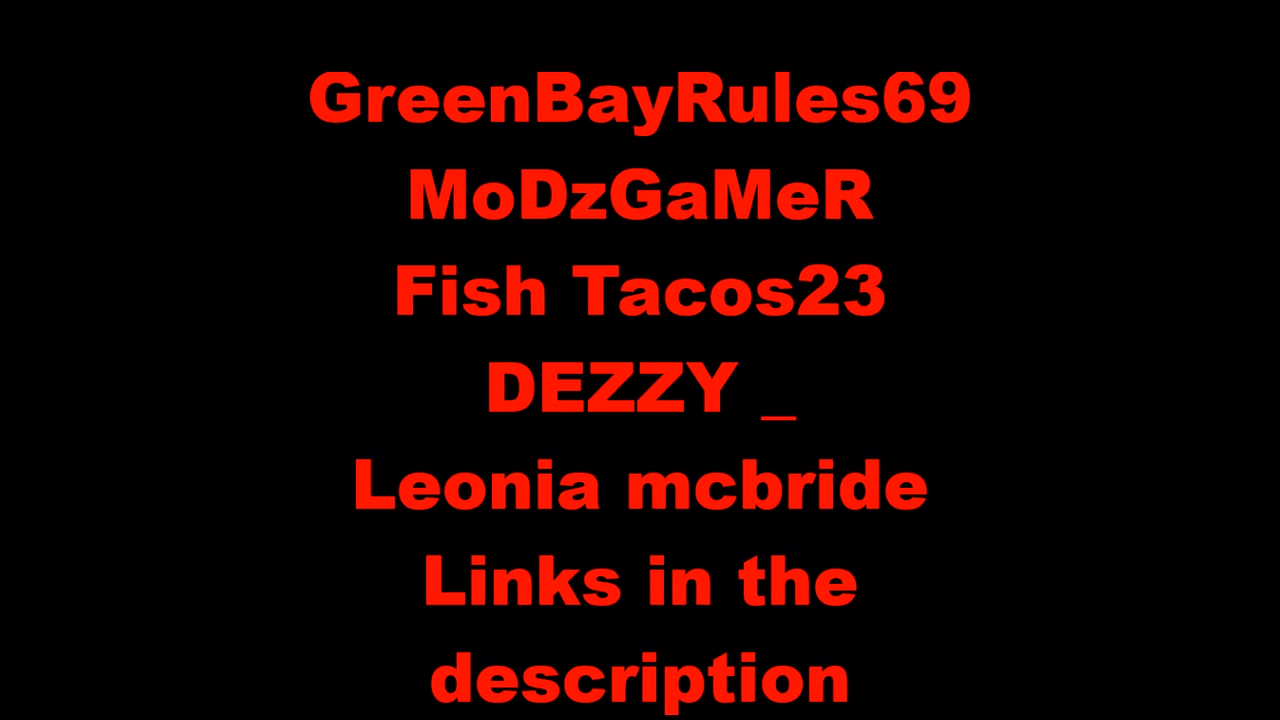 GreenBayRules69
MoDzGaMeR
Fish Tacos23
DEZZY _
Leonia mcbride
Links in the
description